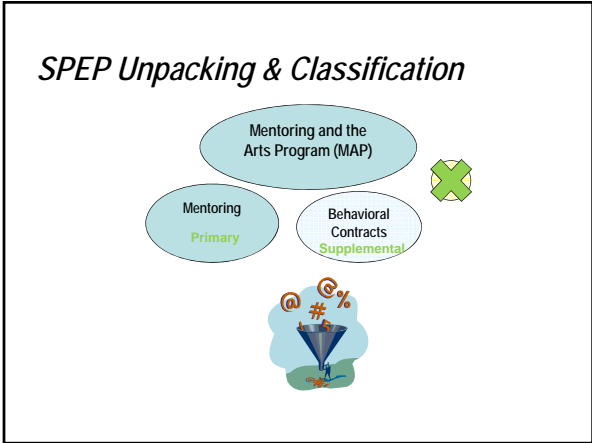 SPEP Unpacking & Classification
Mentoring and the
Arts Program (MAP)
Mentoring
Primary
Behavioral
Contracts
Supplemental
@
@
%
#